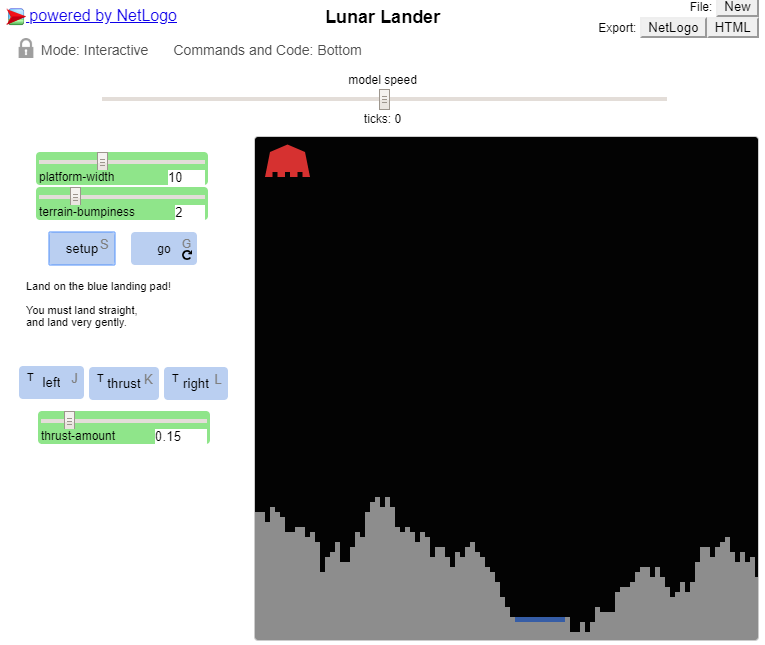 powered by NetLogo
Lunar Lander
File: New
Export: NetLogo HTML
Mode: Interactive
Commands and Code: Bottom
model speed
ticks: 0
platform-width 10
terrain-bumpiness 2
setup S
go G
Land on the blue landing pad!
You must land straight,
and land very gently.
T left J
T thrust K
T right L
thrust-amount 0.15